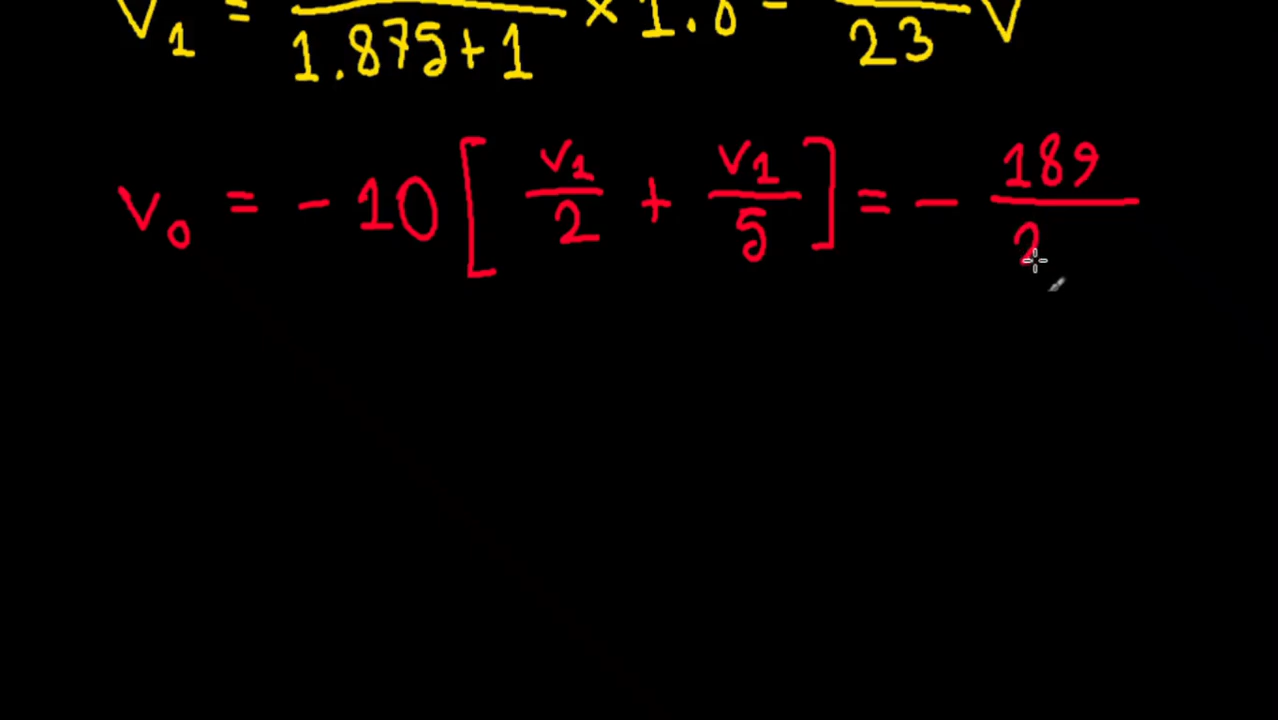 V1 = / 1.875+1 × 1.8 = / 23 V
v0 = - 10 [ v1/2 + v1/5 ] = - 189/2